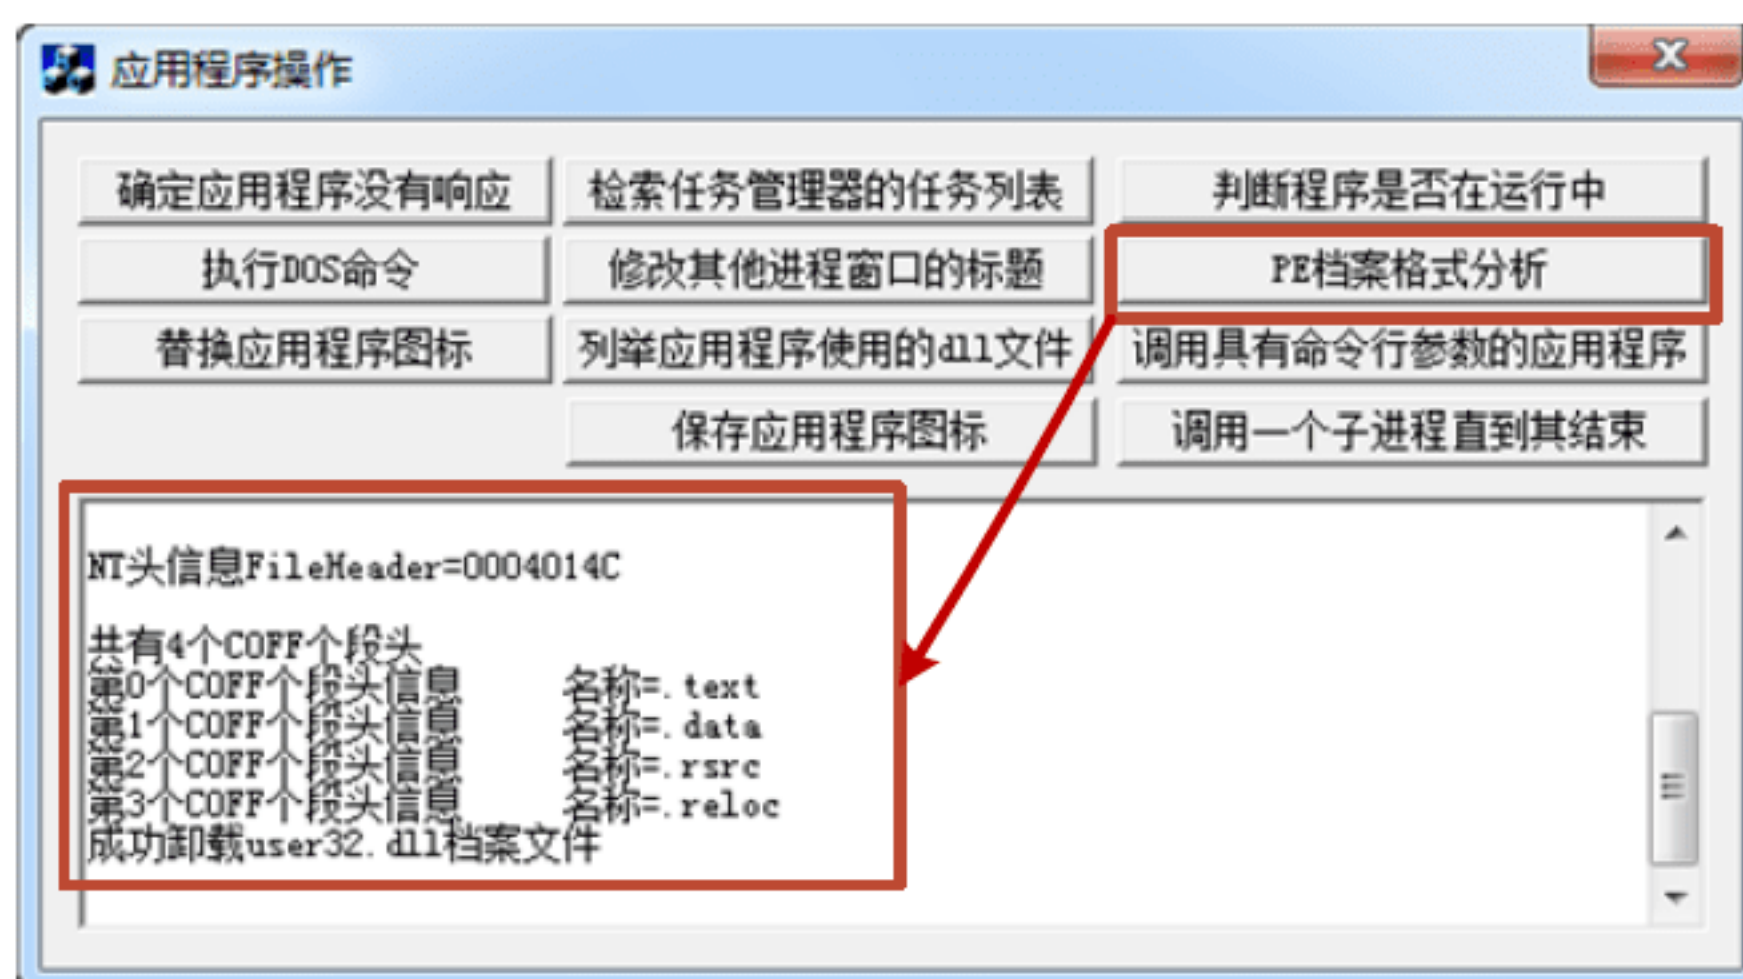 应用程序操作
确定应用程序没有响应 检索任务管理器的任务列表 判断程序是否在运行中
执行DOS命令 修改其他进程窗口的标题 PE档案格式分析
替换应用程序图标 列举应用程序使用的dll文件 调用具有命令行参数的应用程序
保存应用程序图标 调用一个子进程直到其结束
NT头信息FileHeader=0004014C
共有4个COFF个段头
第0个COFF个段头信息 名称=.text
第1个COFF个段头信息 名称=.data
第2个COFF个段头信息 名称=.rsrc
第3个COFF个段头信息 名称=.reloc
成功卸载user32.dll档案文件